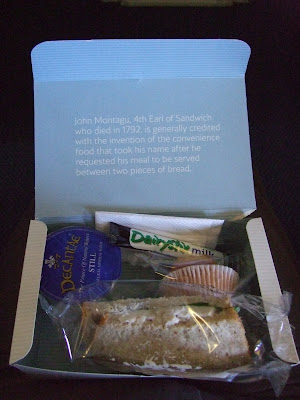 John Montagu, 4th Earl of Sandwich
who died in 1792, is generally credited
with the invention of the convenience
food that took his name after he
requested his meal to be served
between two pieces of bread.
Dairystix
milk
DECANTAE
STILL